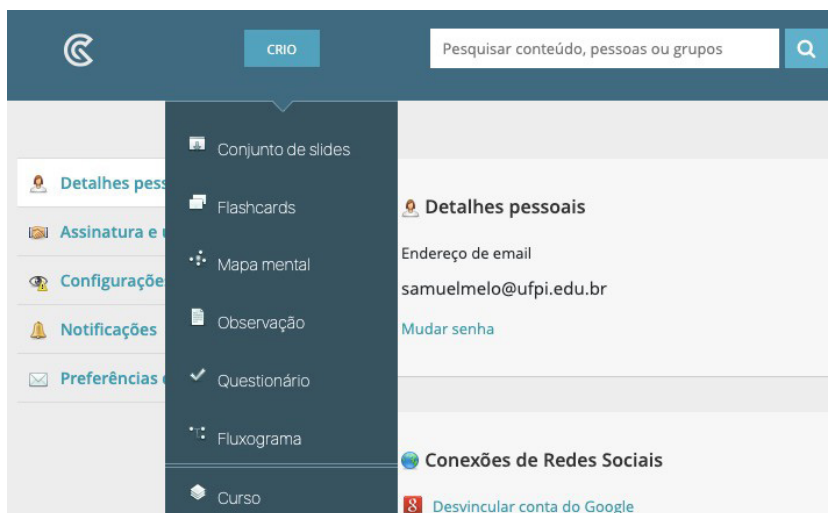 CRIO
Pesquisar conteúdo, pessoas ou grupos
Conjunto de slides
Flashcards
Mapa mental
Observação
Questionário
Fluxograma
Curso
Detalhes pess
Assinatura e u
Configuraçõe
Notificações
Preferências
Detalhes pessoais
Endereço de email
samuelmelo@ufpi.edu.br
Mudar senha
Conexões de Redes Sociais
8 Desvincular conta do Google